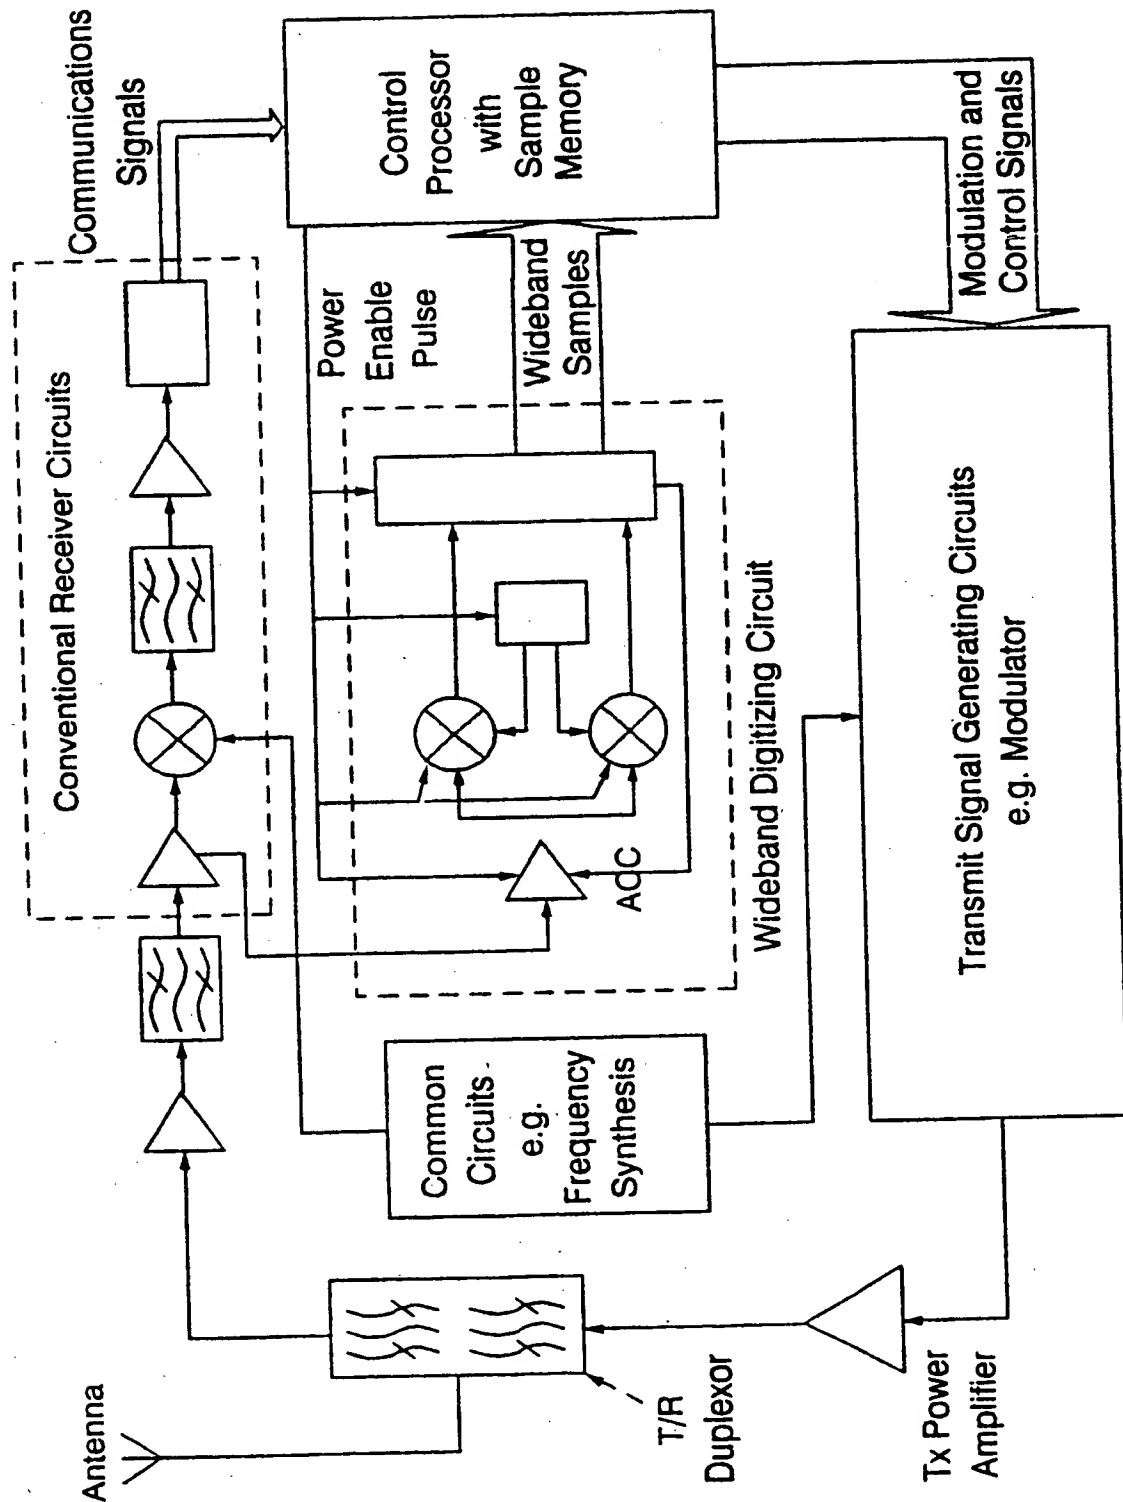 Antenna
T/R
Duplexor
Tx Power
Amplifier
Common
Circuits
e.g.
Frequency
Synthesis
Conventional Receiver Circuits
Communications
Signals
Power
Enable
Pulse
Control
Processor
with
Sample
Memory
Wideband
Samples
AOC
Wideband Digitizing Circuit
Modulation and
Control Signals
Transmit Signal Generating Circuits
e.g. Modulator